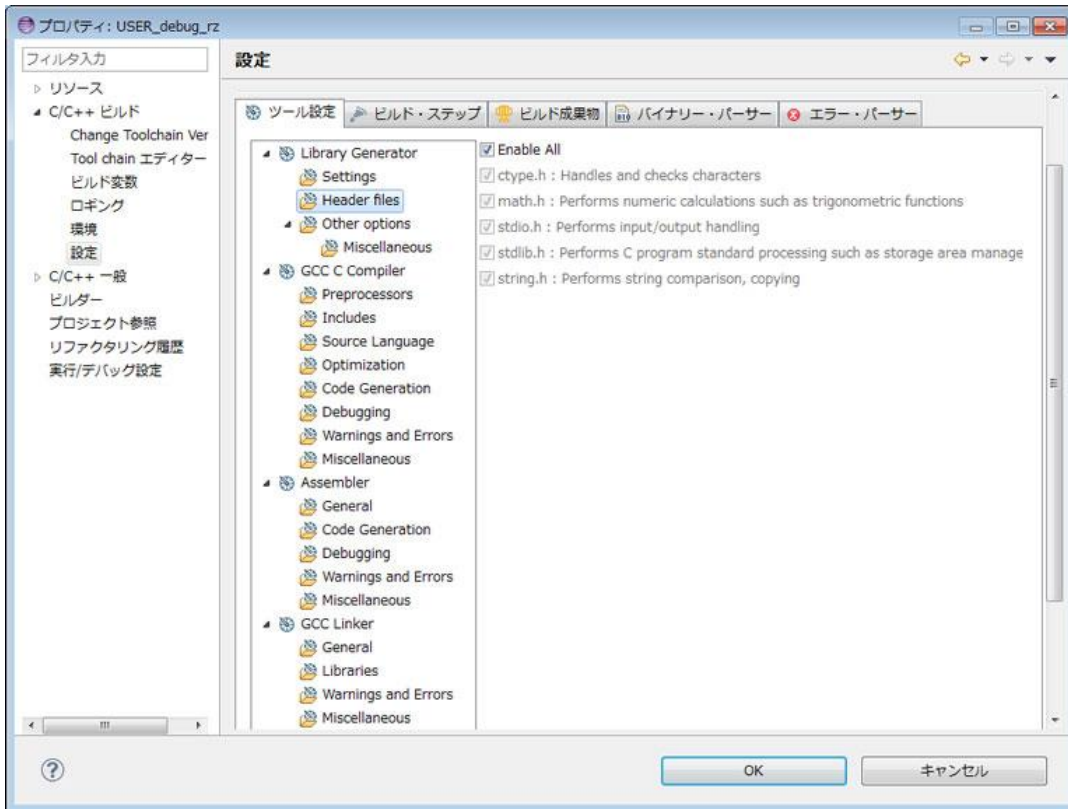 プロパティ: USER_debug_rz
フィルタ入力
リソース
C/C++ ビルド
Change Toolchain Ver
Tool chain エディター
ビルド変数
ロギング
環境
設定
C/C++ 一般
ビルダー
プロジェクト参照
リファクタリング履歴
実行/デバッグ設定
設定
ツール設定 ビルド・ステップ ビルド成果物 バイナリー・パーサー エラー・パーサー
Library Generator
Settings
Header files
Other options
Miscellaneous
GCC C Compiler
Preprocessors
Includes
Source Language
Optimization
Code Generation
Debugging
Warnings and Errors
Miscellaneous
Assembler
General
Code Generation
Debugging
Warnings and Errors
Miscellaneous
GCC Linker
General
Libraries
Warnings and Errors
Miscellaneous
Enable All
ctype.h : Handles and checks characters
math.h : Performs numeric calculations such as trigonometric functions
stdio.h : Performs input/output handling
stdlib.h : Performs C program standard processing such as storage area manage
string.h : Performs string comparison, copying
OK キャンセル